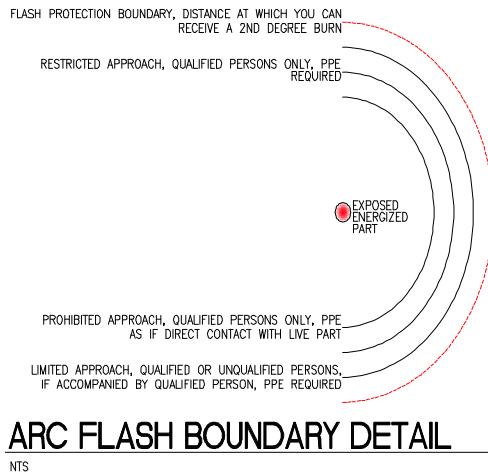 FLASH PROTECTION BOUNDARY, DISTANCE AT WHICH YOU CAN
RECEIVE A 2ND DEGREE BURN
RESTRICTED APPROACH, QUALIFIED PERSONS ONLY, PPE
REQUIRED
EXPOSED
ENERGIZED
PART
PROHIBITED APPROACH, QUALIFIED PERSONS ONLY, PPE
AS IF DIRECT CONTACT WITH LIVE PART
LIMITED APPROACH, QUALIFIED OR UNQUALIFIED PERSONS,
IF ACCOMPANIED BY QUALIFIED PERSON, PPE REQUIRED
ARC FLASH BOUNDARY DETAIL
NTS